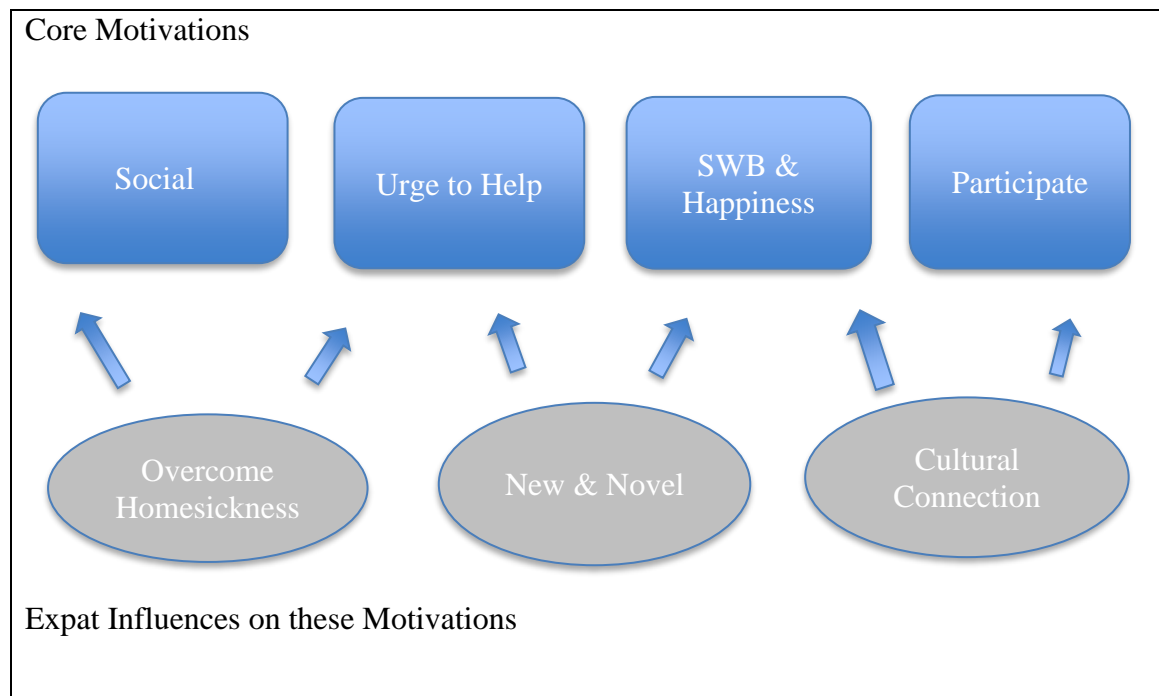 Core Motivations
Social
Urge to Help
SWB &
Happiness
Participate
Overcome
Homesickness
New & Novel
Cultural
Connection
Expat Influences on these Motivations